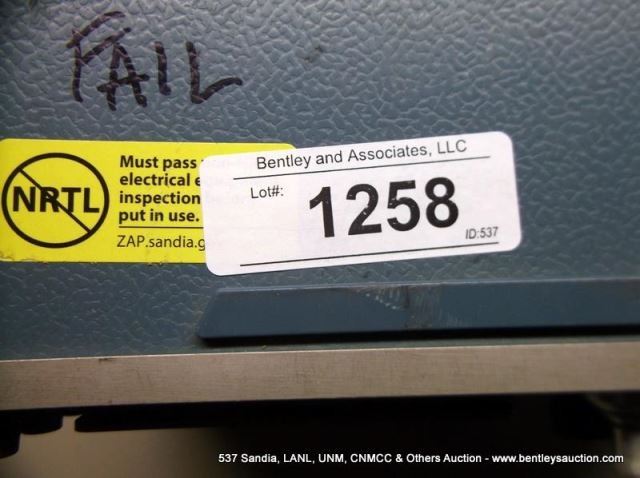 FAIL
NRTL
Must pass
electrical
inspection
put in use.
ZAP.sandia.g
Bentley and Associates, LLC
Lot#:
1258
ID:537
537 Sandia, LANL, UNM, CNMCC & Others Auction - www.bentleysauction.com